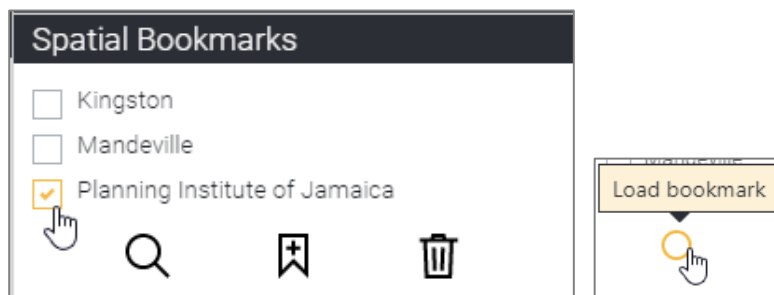 Spatial Bookmarks
Kingston
Mandeville
Planning Institute of Jamaica
Load bookmark